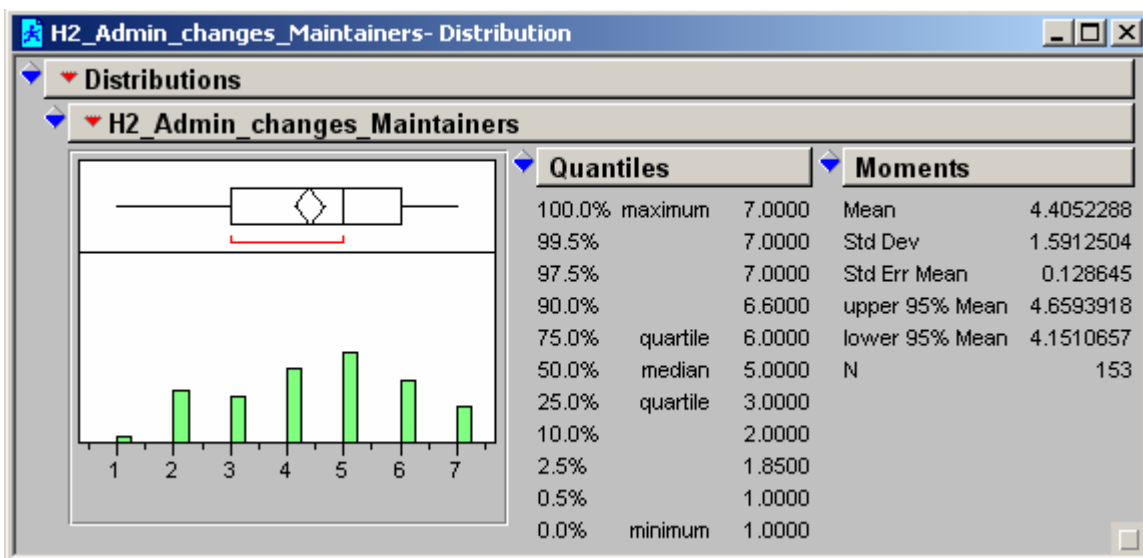 H2_Admin_changes_Maintainers- Distribution
Distributions
H2_Admin_changes_Maintainers
1 2 3 4 5 6 7
Quantiles
100.0% maximum 7.0000
99.5% 7.0000
97.5% 7.0000
90.0% 6.6000
75.0% quartile 6.0000
50.0% median 5.0000
25.0% quartile 3.0000
10.0% 2.0000
2.5% 1.8500
0.5% 1.0000
0.0% minimum 1.0000
Moments
Mean 4.4052288
Std Dev 1.5912504
Std Err Mean 0.128645
upper 95% Mean 4.6593918
lower 95% Mean 4.1510657
N 153